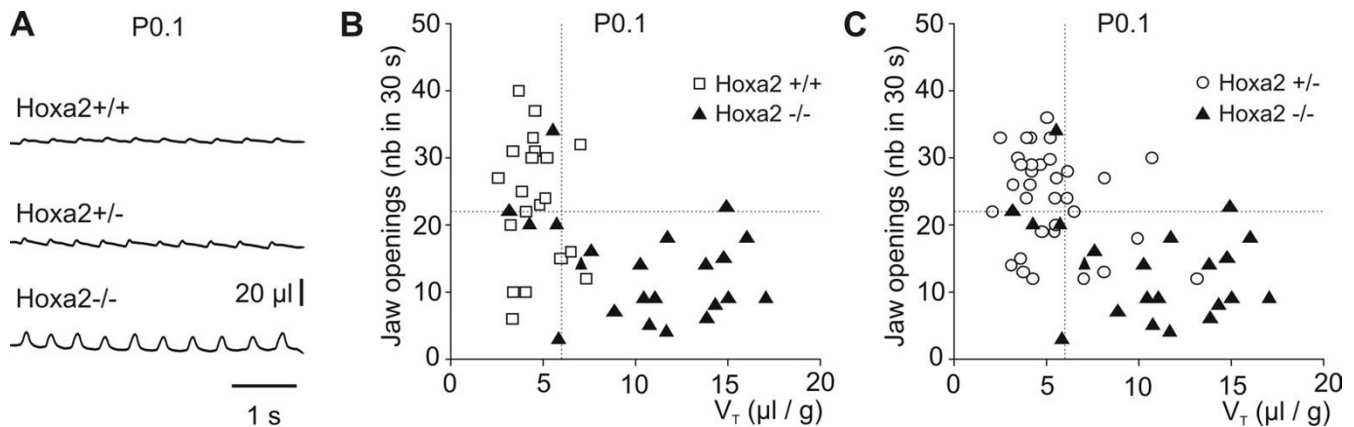 A
P0.1
Hoxa2+/+
Hoxa2+/-
20 µl
Hoxa2-/-
1 s
B
P0.1
Jaw openings (nb in 30 s)
50
40
30
20
10
0
Hoxa2 +/+
Hoxa2 -/-
0 5 10 15 20
VT (µl / g)
C
P0.1
Jaw openings (nb in 30 s)
50
40
30
20
10
0
Hoxa2 +/-
Hoxa2 -/-
0 5 10 15 20
VT (µl / g)